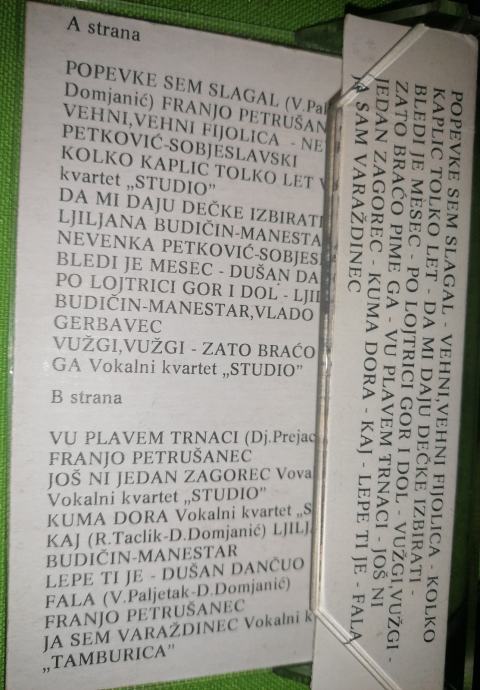 A strana
POPEVKE SEM SLAGAL (V.Pal
Domjanić) FRANJO PETRUŠAN
VEHNI,VEHNI FIJOLICA - NE
PETKOVIĆ-SOBJESLAVSKI
KOLKO KAPLIC TOLKO LET V
kvartet „STUDIO”
DA MI DAJU DEČKE IZBIRATI
LJILJANA BUDIČIN-MANESTA
NEVENKA PETKOVIĆ-SOBJES
BLEDI JE MESEC - DUŠAN DA
PO LOJTRICI GOR I DOL - LJIL
BUDIČIN-MANESTAR,VLADO
GERBAVEC
VUŽGI,VUŽGI - ZATO BRAĆO
GA Vokalni kvartet „STUDIO”
B strana
VU PLAVEM TRNACI (Dj.Prejac
FRANJO PETRUŠANEC
JOŠ NI JEDAN ZAGOREC Vova
Vokalni kvartet „STUDIO”
KUMA DORA Vokalni kvartet „S
KAJ (R.Taclik-D.Domjanić) LJILJ
BUDIČIN-MANESTAR
LEPE TI JE - DUŠAN DANČUO
FALA (V.Paljetak-D.Domjanić)
FRANJO PETRUŠANEC
JA SEM VARAŽDINEC Vokalni k
„TAMBURICA”
POPEVKE SEM SLAGAL - VEHNI,VEHNI FIJOLICA - KOLKO
KAPLIC TOLKO LET - DA MI DAJU DEČKE IZBIRATI -
BLEDI JE MESEC - PO LOJTRICI GOR I DOL - VUŽGI,VUŽGI -
ZATO BRAĆO PIME GA - VU PLAVEM TRNACI - JOŠ NI
JEDAN ZAGOREC - KUMA DORA - KAJ - LEPE TI JE - FALA
JA SAM VARAŽDINEC